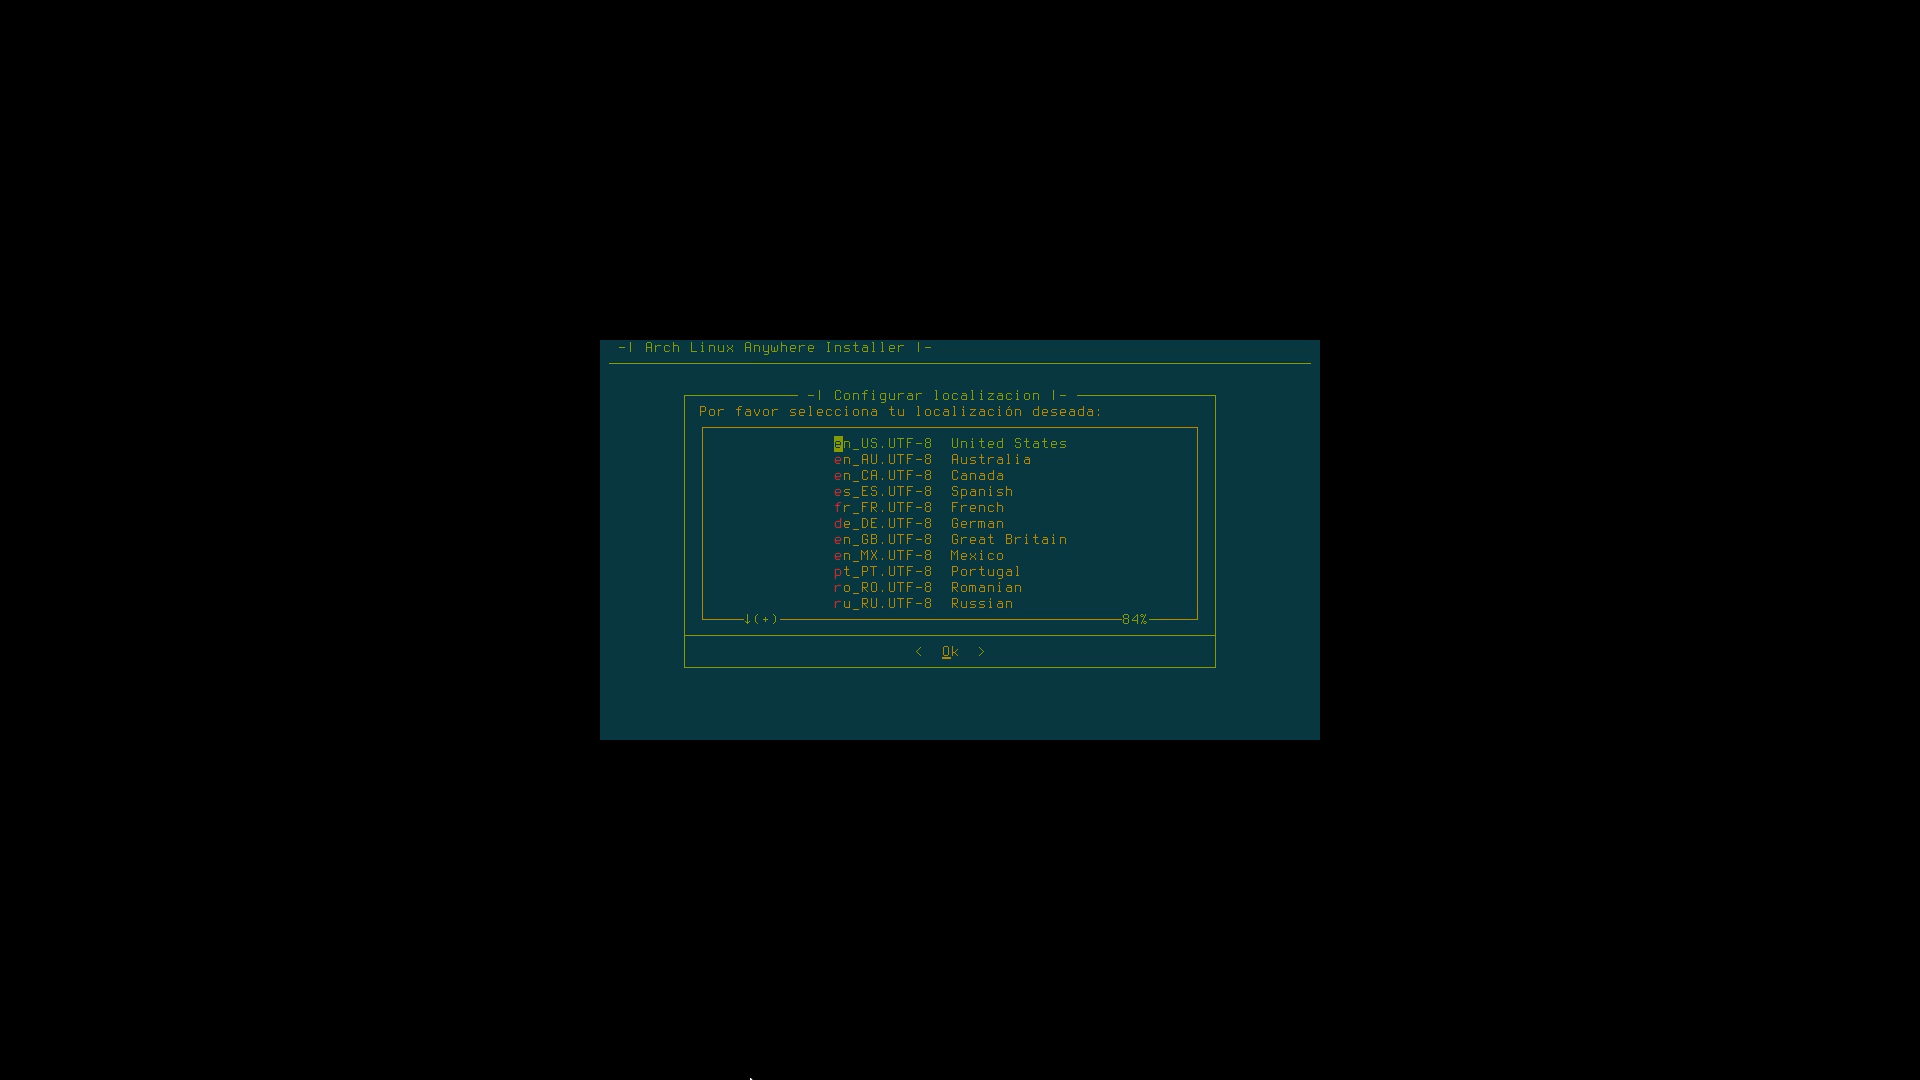 -| Arch Linux Anywhere Installer |-
-| Configurar localizacion |-
Por favor selecciona tu localización deseada:
en_US.UTF-8  United States
en_AU.UTF-8  Australia
en_CA.UTF-8  Canada
es_ES.UTF-8  Spanish
fr_FR.UTF-8  French
de_DE.UTF-8  German
en_GB.UTF-8  Great Britain
en_MX.UTF-8  Mexico
pt_PT.UTF-8  Portugal
ro_RO.UTF-8  Romanian
ru_RU.UTF-8  Russian
↓(+) 84%
<  Ok  >